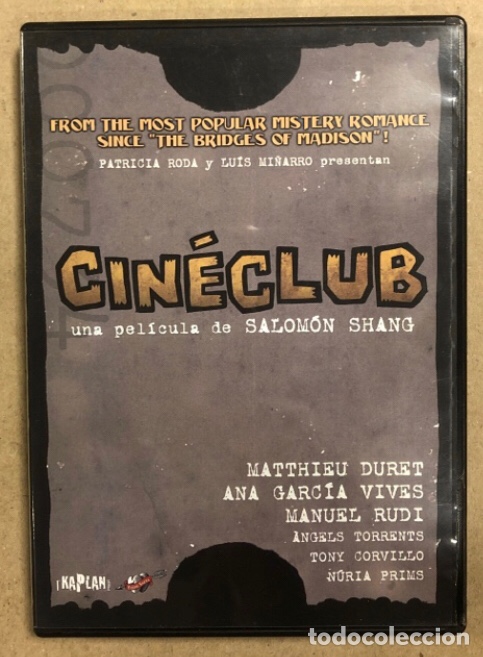 FROM THE MOST POPULAR MISTERY ROMANCE
SINCE "THE BRIDGES OF MADISON"!
PATRICIA RODA y LUÍS MIÑARRO presentan
CINÉCLUB
una película de SALOMÓN SHANG
MATTHIEU DURET
ANA GARCÍA VIVES
MANUEL RUDI
ÀNGELS TORRENTS
TONY CORVILLO
NÚRIA PRIMS
[KAPLAN]
todocoleccion